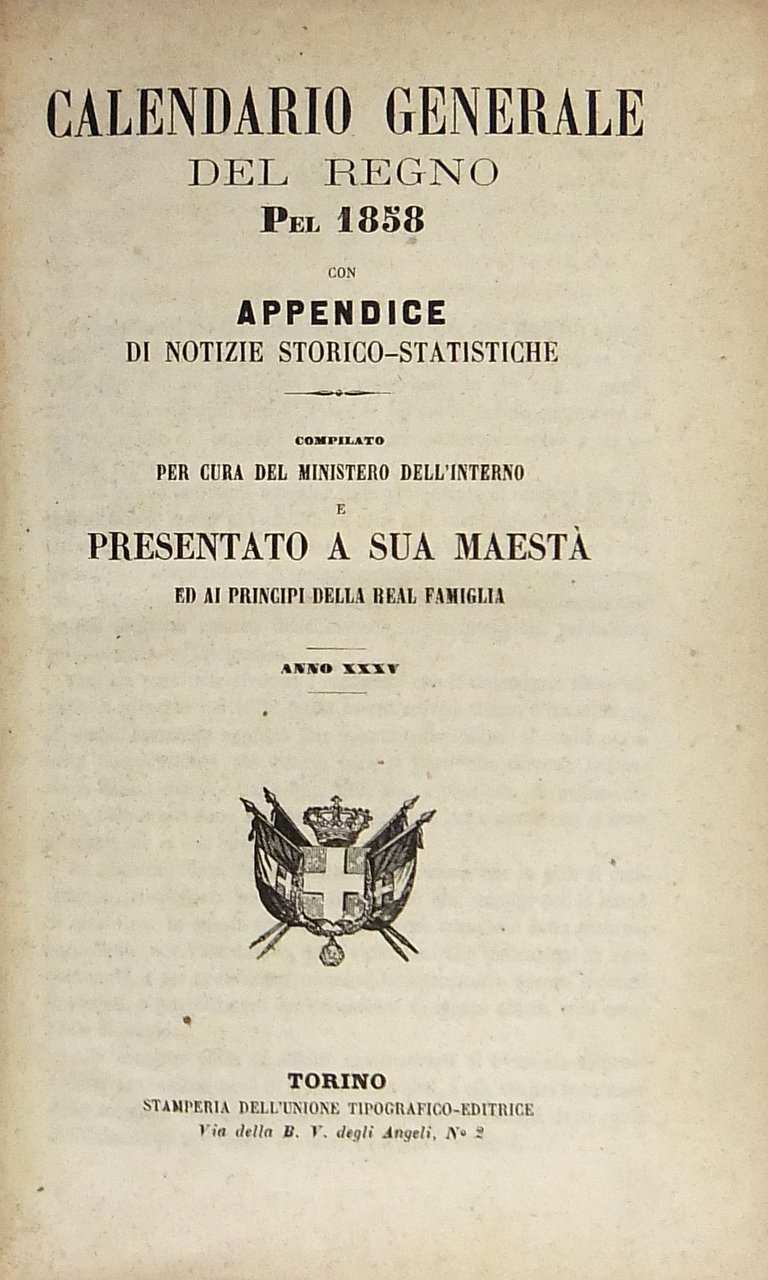 CALENDARIO GENERALE
DEL REGNO
PEL 1858
CON
APPENDICE
DI NOTIZIE STORICO-STATISTICHE
COMPILATO
PER CURA DEL MINISTERO DELL'INTERNO
E
PRESENTATO A SUA MAESTÀ
ED AI PRINCIPI DELLA REAL FAMIGLIA
ANNO XXXV
TORINO
STAMPERIA DELL'UNIONE TIPOGRAFICO-EDITRICE
Via della B. V. degli Angeli, Nº 2